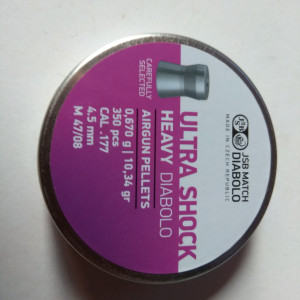 JSB MATCH
DIABOLO
MADE IN CZECH REPUBLIC
ULTRA SHOCK
HEAVY DIABOLO
AIRGUN PELLETS
0,670 g | 10,34 gr
350 pcs
CAL .177
4.5 mm
M 47/08
CAREFULLY
SELECTED